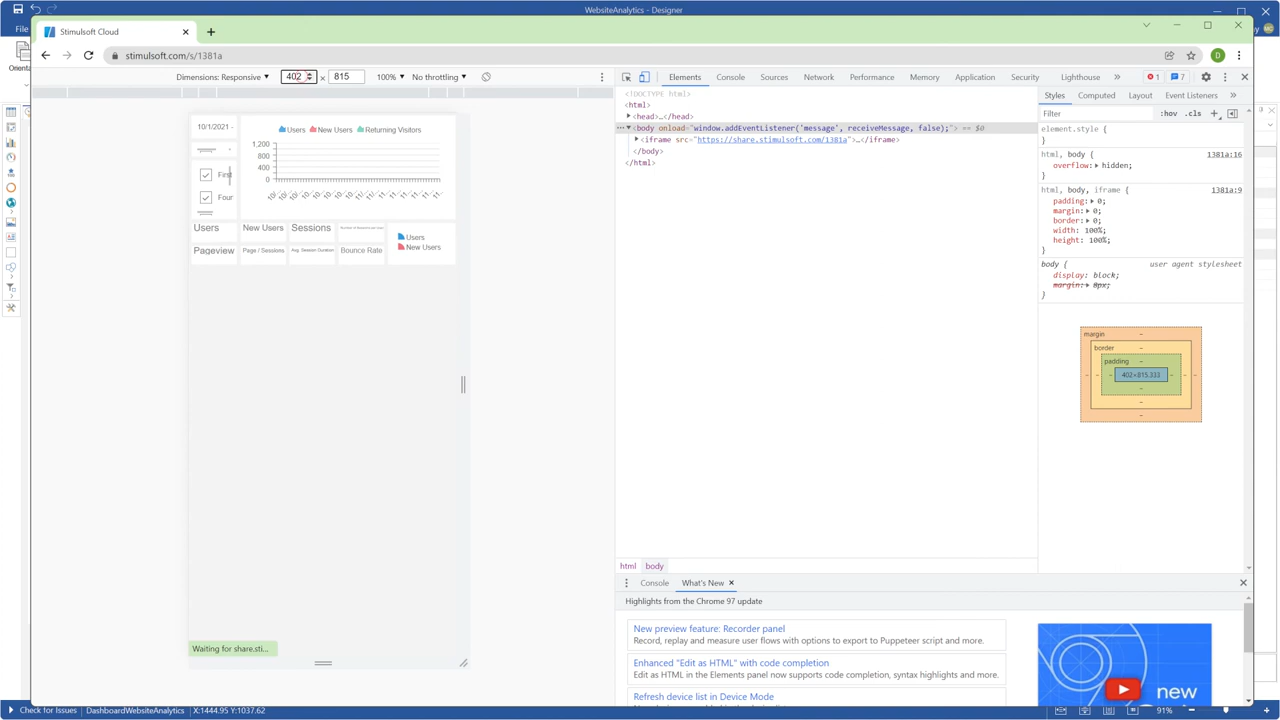 WebsiteAnalytics - Designer
File
Stimulsoft Cloud
stimulsoft.com/s/1381a
D
Orienta
Dimensions: Responsive 402 × 815 100% No throttling
Elements Console Sources Network Performance Memory Application Security Lighthouse » 1 7
<!DOCTYPE html>
<html>
<head>…</head>
<body onload="window.addEventListener('message', receiveMessage, false);"> == $0
<iframe src="https://share.stimulsoft.com/1381a">…</iframe>
</body>
</html>
Styles Computed Layout Event Listeners »
Filter :hov .cls
element.style {
}
html, body { 1381a:16
overflow: hidden;
}
html, body, iframe { 1381a:9
padding: 0;
margin: 0;
border: 0;
width: 100%;
height: 100%;
}
body { user agent stylesheet
display: block;
margin: 8px;
}
margin –
border –
padding –
402×815.333
10/1/2021 -
First
Four
Users New Users Returning Visitors
1,200
800
400
0
Users New Users Sessions
Pageview Page / Sessions Avg. Session Duration Bounce Rate
Users
New Users
Waiting for share.sti...
html body
Console What's New ×
Highlights from the Chrome 97 update
New preview feature: Recorder panel
Record, replay and measure user flows with options to export to Puppeteer script and more.
Enhanced "Edit as HTML" with code completion
Edit as HTML in the Elements panel now supports code completion, syntax highlights and more.
Refresh device list in Device Mode
new
Check for Issues DashboardWebsiteAnalytics X:1444.95 Y:1037.62 91%